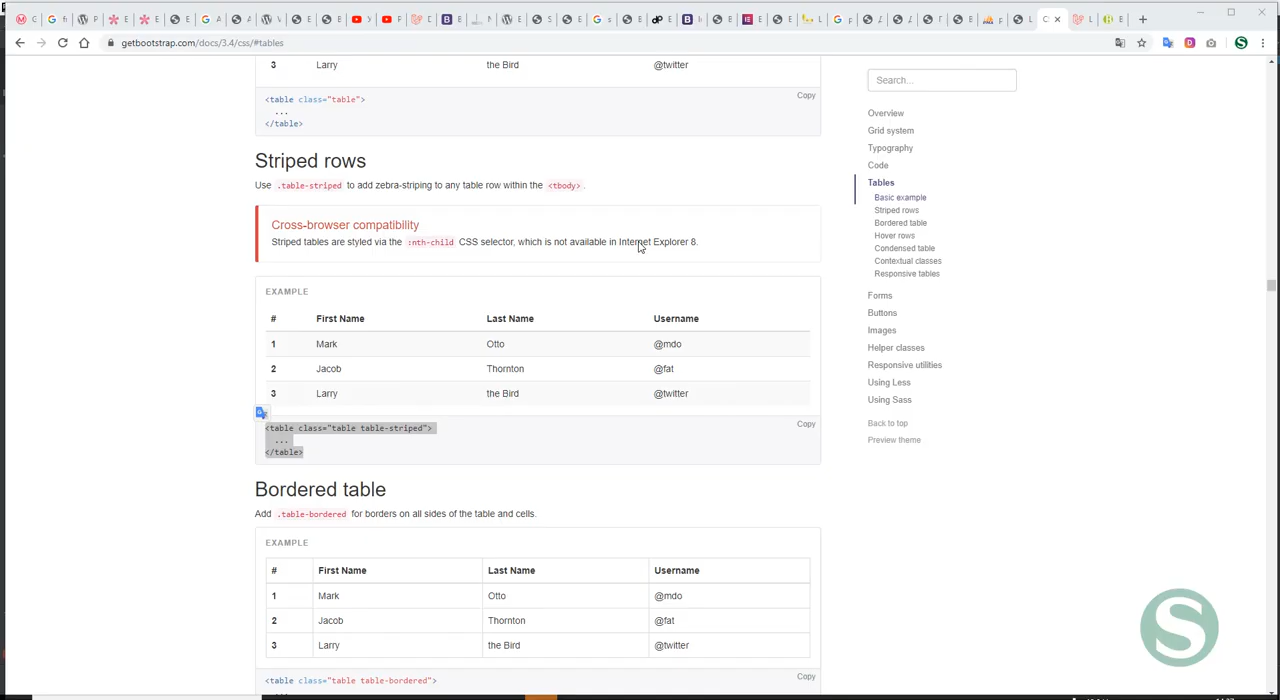 getbootstrap.com/docs/3.4/css/#tables
3 Larry the Bird @twitter
Copy
<table class="table">
...
</table>
Striped rows
Use .table-striped to add zebra-striping to any table row within the <tbody>.
Cross-browser compatibility
Striped tables are styled via the :nth-child CSS selector, which is not available in Internet Explorer 8.
EXAMPLE
# First Name Last Name Username
1 Mark Otto @mdo
2 Jacob Thornton @fat
3 Larry the Bird @twitter
Copy
<table class="table table-striped">
...
</table>
Bordered table
Add .table-bordered for borders on all sides of the table and cells.
EXAMPLE
# First Name Last Name Username
1 Mark Otto @mdo
2 Jacob Thornton @fat
3 Larry the Bird @twitter
Copy
<table class="table table-bordered">
...
Search...
Overview
Grid system
Typography
Code
Tables
Basic example
Striped rows
Bordered table
Hover rows
Condensed table
Contextual classes
Responsive tables
Forms
Buttons
Images
Helper classes
Responsive utilities
Using Less
Using Sass
Back to top
Preview theme
S